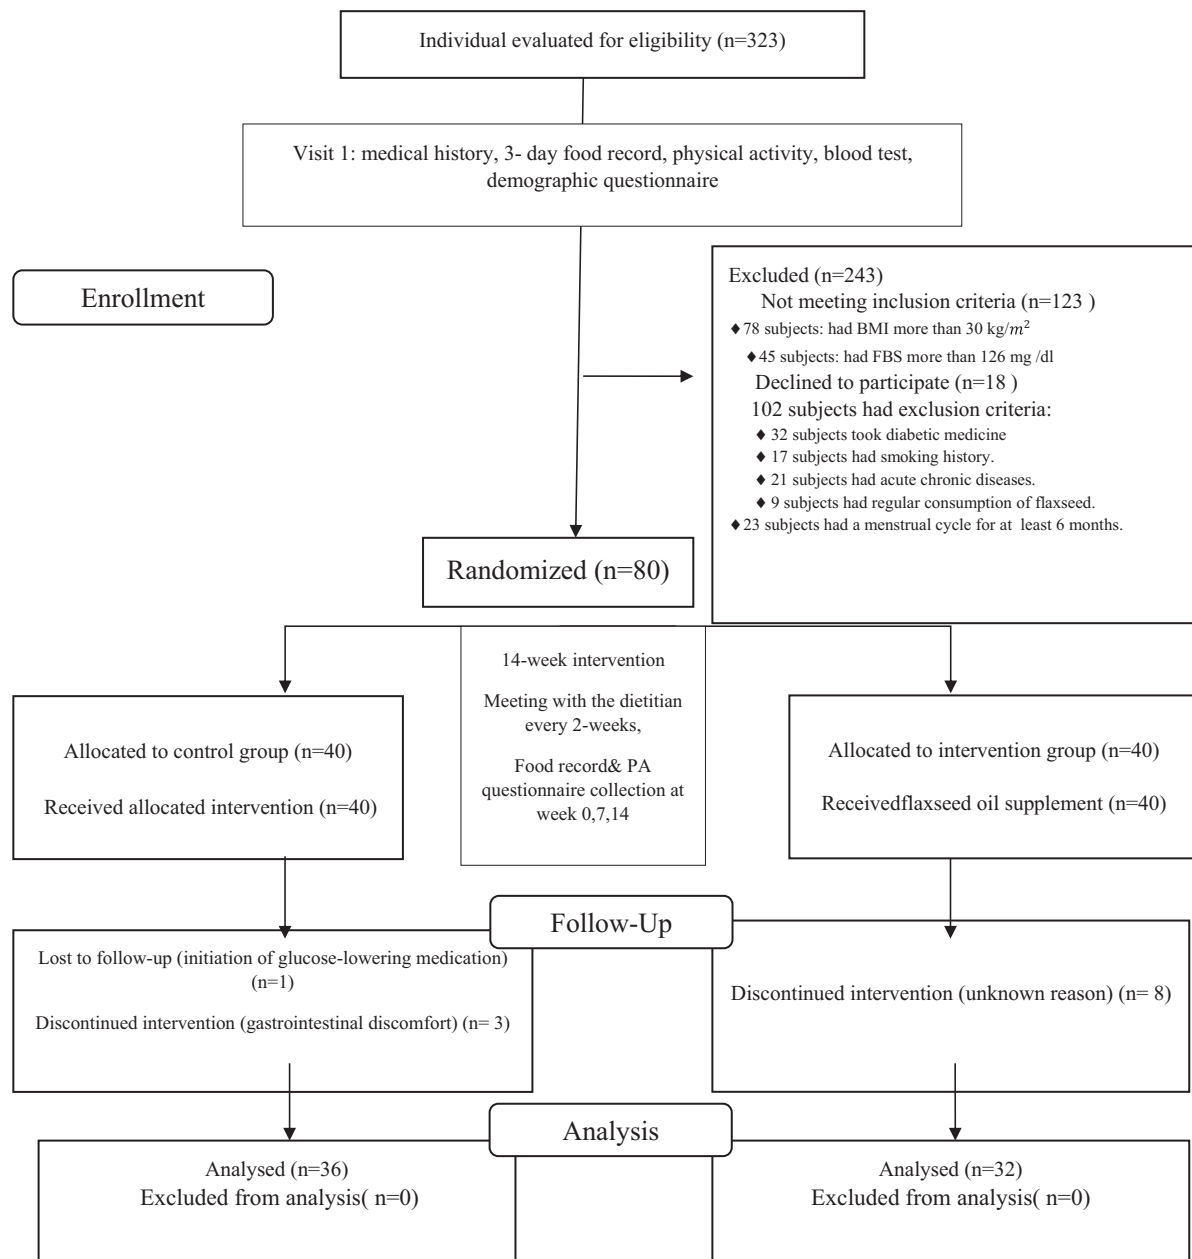 Individual evaluated for eligibility (n=323)
Visit 1: medical history, 3- day food record, physical activity, blood test,
demographic questionnaire
Enrollment
Excluded (n=243)
Not meeting inclusion criteria (n=123 )
♦78 subjects: had BMI more than 30 kg/m²
♦45 subjects: had FBS more than 126 mg /dl
Declined to participate (n=18 )
102 subjects had exclusion criteria:
♦ 32 subjects took diabetic medicine
♦ 17 subjects had smoking history.
♦ 21 subjects had acute chronic diseases.
♦ 9 subjects had regular consumption of flaxseed.
♦23 subjects had a menstrual cycle for at least 6 months.
Randomized (n=80)
14-week intervention
Meeting with the dietitian
every 2-weeks,
Food record& PA
questionnaire collection at
week 0,7,14
Allocated to control group (n=40)
Received allocated intervention (n=40)
Allocated to intervention group (n=40)
Receivedflaxseed oil supplement (n=40)
Follow-Up
Lost to follow-up (initiation of glucose-lowering medication)
(n=1)
Discontinued intervention (gastrointestinal discomfort) (n= 3)
Discontinued intervention (unknown reason) (n= 8)
Analysis
Analysed (n=36)
Excluded from analysis( n=0)
Analysed (n=32)
Excluded from analysis( n=0)